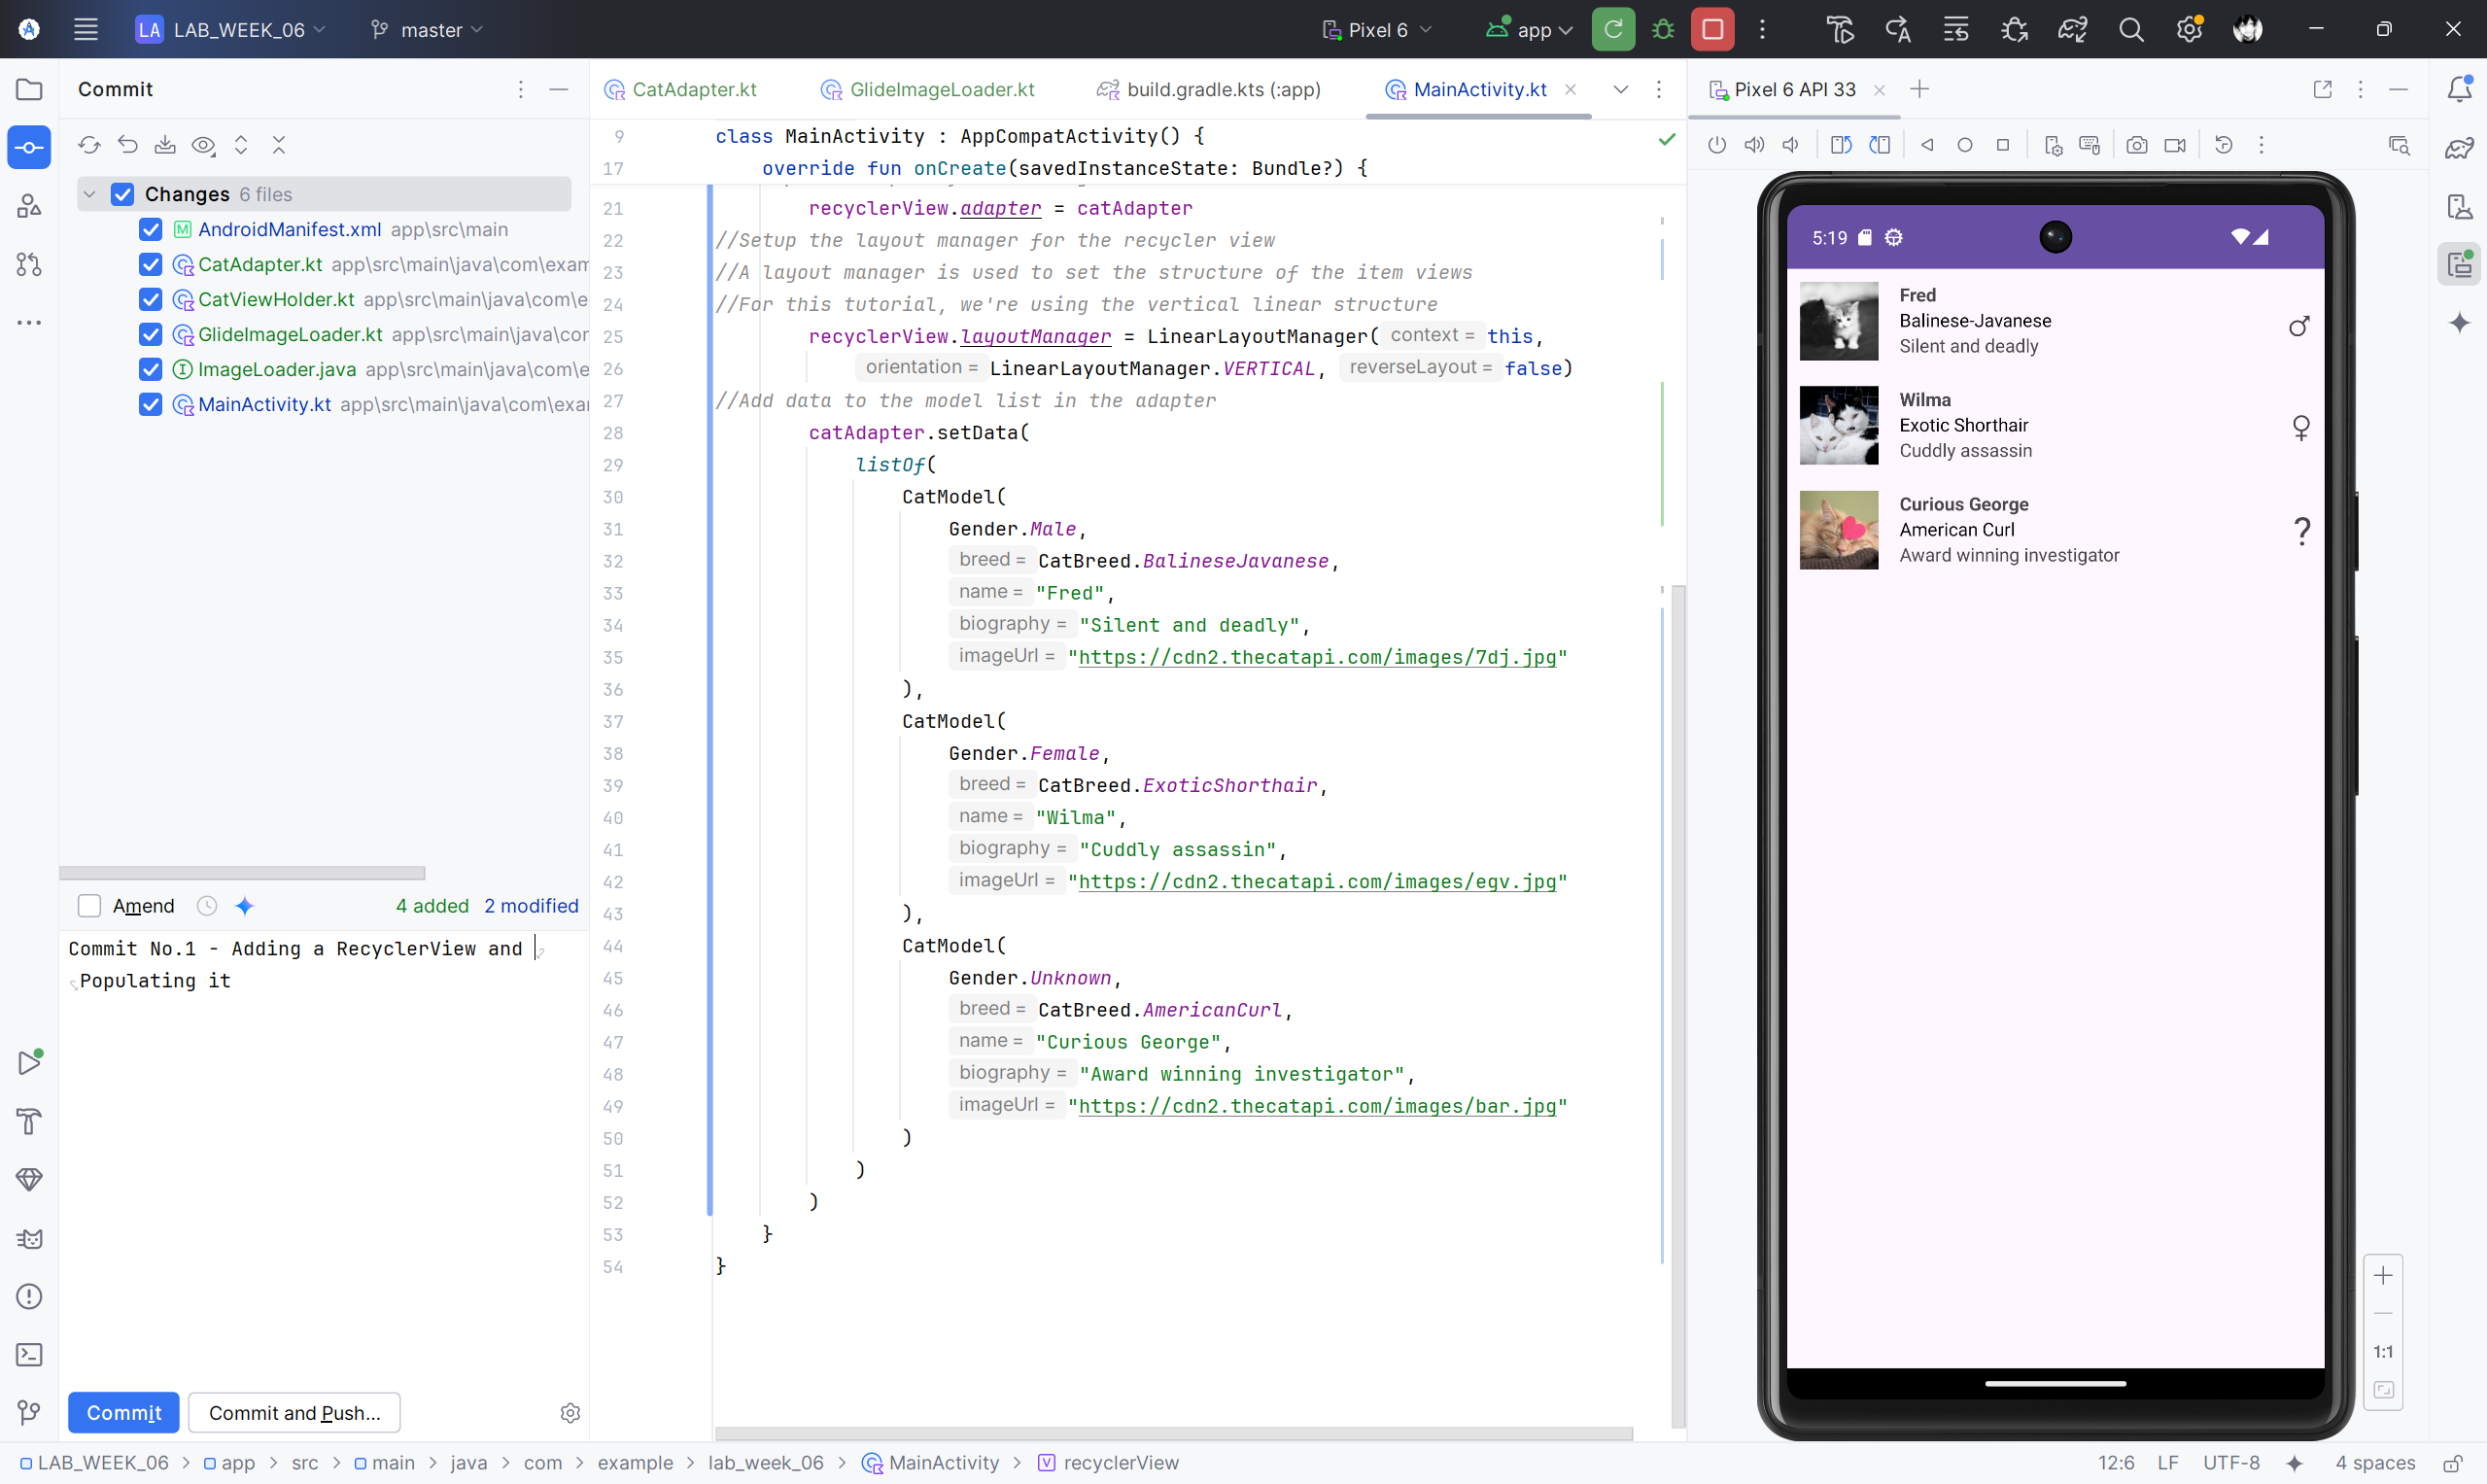 LA LAB_WEEK_06 master Pixel 6 app
Commit
Changes 6 files
AndroidManifest.xml app\src\main
CatAdapter.kt app\src\main\java\com\exam
CatViewHolder.kt app\src\main\java\com\e
GlideImageLoader.kt app\src\main\java\cor
ImageLoader.java app\src\main\java\com\e
MainActivity.kt app\src\main\java\com\exa
Amend 4 added 2 modified
Commit No.1 - Adding a RecyclerView and
Populating it
Commit Commit and Push...
CatAdapter.kt GlideImageLoader.kt build.gradle.kts (:app) MainActivity.kt
9 class MainActivity : AppCompatActivity() {
17 override fun onCreate(savedInstanceState: Bundle?) {
21 recyclerView.adapter = catAdapter
22 //Setup the layout manager for the recycler view
23 //A layout manager is used to set the structure of the item views
24 //For this tutorial, we're using the vertical linear structure
25 recyclerView.layoutManager = LinearLayoutManager( context = this,
26 orientation = LinearLayoutManager.VERTICAL, reverseLayout = false)
27 //Add data to the model list in the adapter
28 catAdapter.setData(
29 listOf(
30 CatModel(
31 Gender.Male,
32 breed = CatBreed.BalineseJavanese,
33 name = "Fred",
34 biography = "Silent and deadly",
35 imageUrl = "https://cdn2.thecatapi.com/images/7dj.jpg"
36 ),
37 CatModel(
38 Gender.Female,
39 breed = CatBreed.ExoticShorthair,
40 name = "Wilma",
41 biography = "Cuddly assassin",
42 imageUrl = "https://cdn2.thecatapi.com/images/egv.jpg"
43 ),
44 CatModel(
45 Gender.Unknown,
46 breed = CatBreed.AmericanCurl,
47 name = "Curious George",
48 biography = "Award winning investigator",
49 imageUrl = "https://cdn2.thecatapi.com/images/bar.jpg"
50 )
51 )
52 )
53 }
54 }
Pixel 6 API 33
5:19
Fred
Balinese-Javanese
Silent and deadly
♂
Wilma
Exotic Shorthair
Cuddly assassin
♀
Curious George
American Curl
Award winning investigator
?
1:1
LAB_WEEK_06 > app > src > main > java > com > example > lab_week_06 > MainActivity > recyclerView
12:6 LF UTF-8 4 spaces